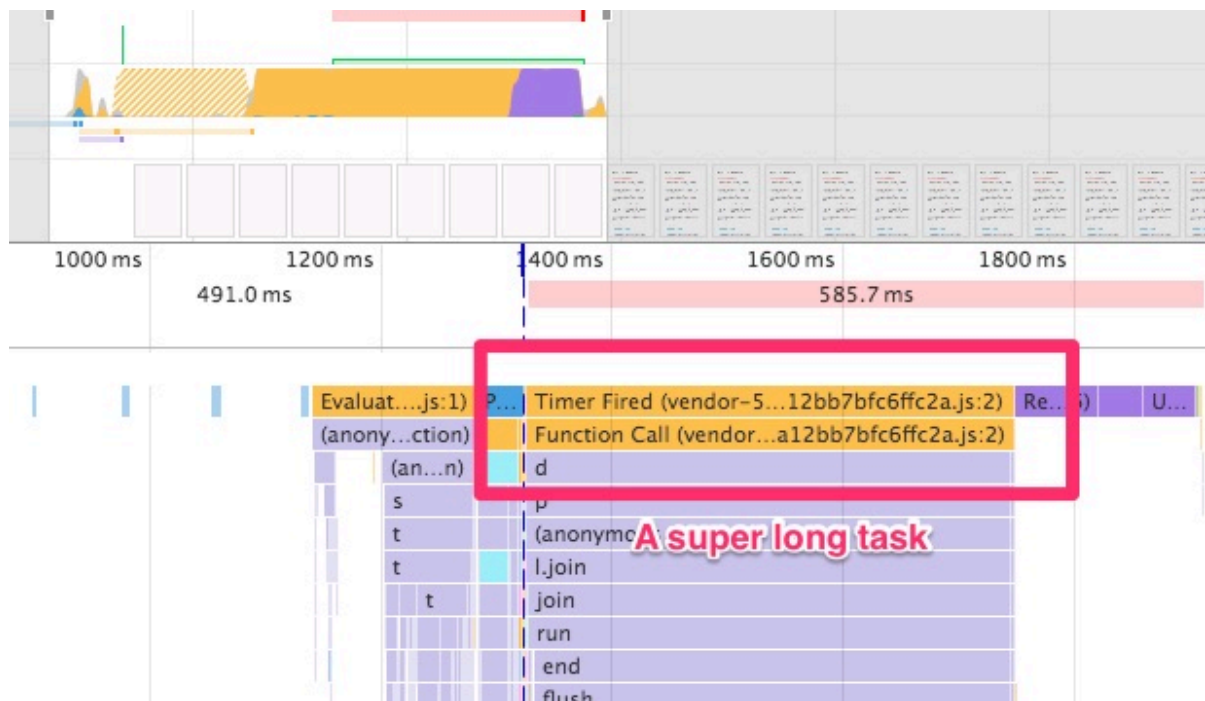 1000 ms 1200 ms 1400 ms 1600 ms 1800 ms
491.0 ms 585.7 ms
Evaluat....js:1) P... Timer Fired (vendor-5...12bb7bfc6ffc2a.js:2) Re...5) U...
(anony...ction) Function Call (vendor...a12bb7bfc6ffc2a.js:2)
(an...n) d
s p
t
A super long task
t l.join
t join
run
end
flush